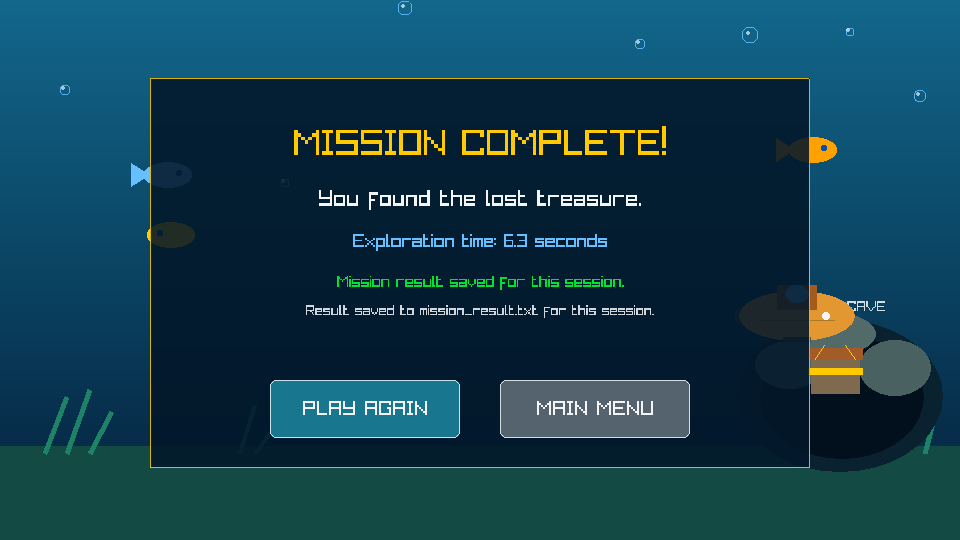 MISSION COMPLETE!
You found the lost treasure.
Exploration time: 6.3 seconds
Mission result saved for this session.
Result saved to mission_result.txt for this session.
CAVE
PLAY AGAIN
MAIN MENU